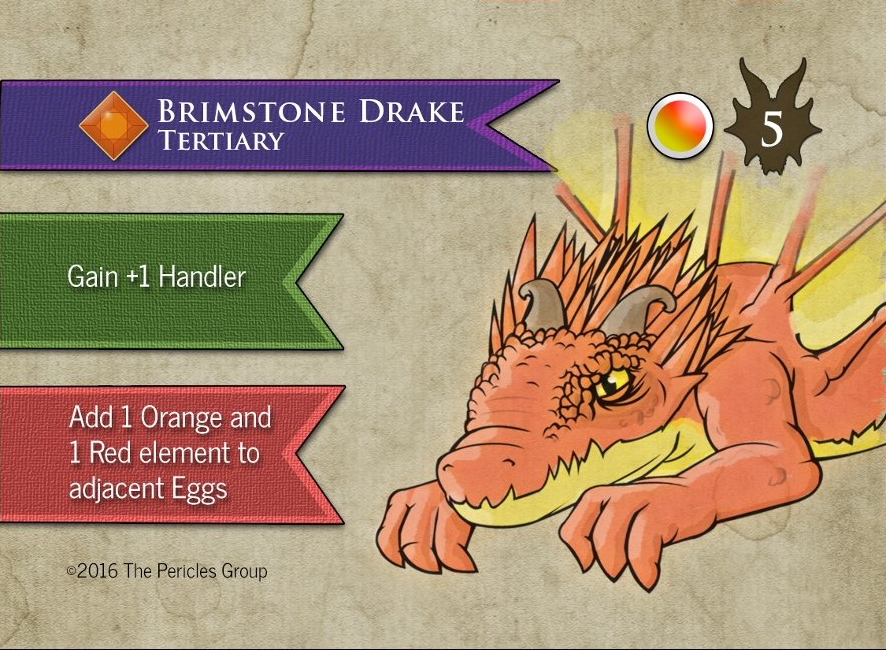 BRIMSTONE DRAKE
TERTIARY
5
Gain +1 Handler
Add 1 Orange and
1 Red element to
adjacent Eggs
©2016 The Pericles Group